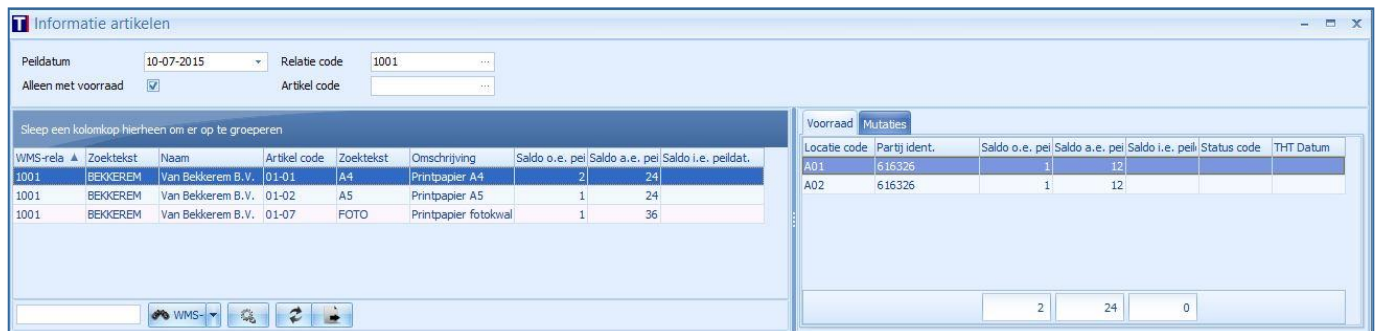 T Informatie artikelen
Peildatum 10-07-2015 Relatie code 1001 ...
Alleen met voorraad Artikel code ...
Sleep een kolomkop hierheen om er op te groeperen
WMS-rela Zoektekst Naam Artikel code Zoektekst Omschrijving Saldo o.e. pei Saldo a.e. pei Saldo i.e. peildat.
1001 BEKKEREM Van Bekkerem B.V. 01-01 A4 Printpapier A4 2 24
1001 BEKKEREM Van Bekkerem B.V. 01-02 A5 Printpapier A5 1 24
1001 BEKKEREM Van Bekkerem B.V. 01-07 FOTO Printpapier fotokwal 1 36
WMS-
Voorraad Mutaties
Locatie code Partij ident. Saldo o.e. pei Saldo a.e. pei Saldo i.e. peil Status code THT Datum
A01 616326 1 12
A02 616326 1 12
2 24 0